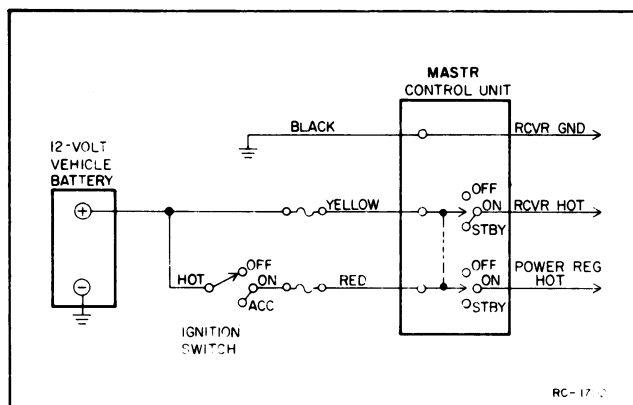 MASTR
CONTROL UNIT
BLACK
RCVR GND
12-VOLT
VEHICLE
BATTERY
+
OFF
YELLOW
ON
RCVR HOT
STBY
OFF
POWER REG
HOT
HOT
OFF
ON
RED
ON
−
ACC
STBY
IGNITION
SWITCH